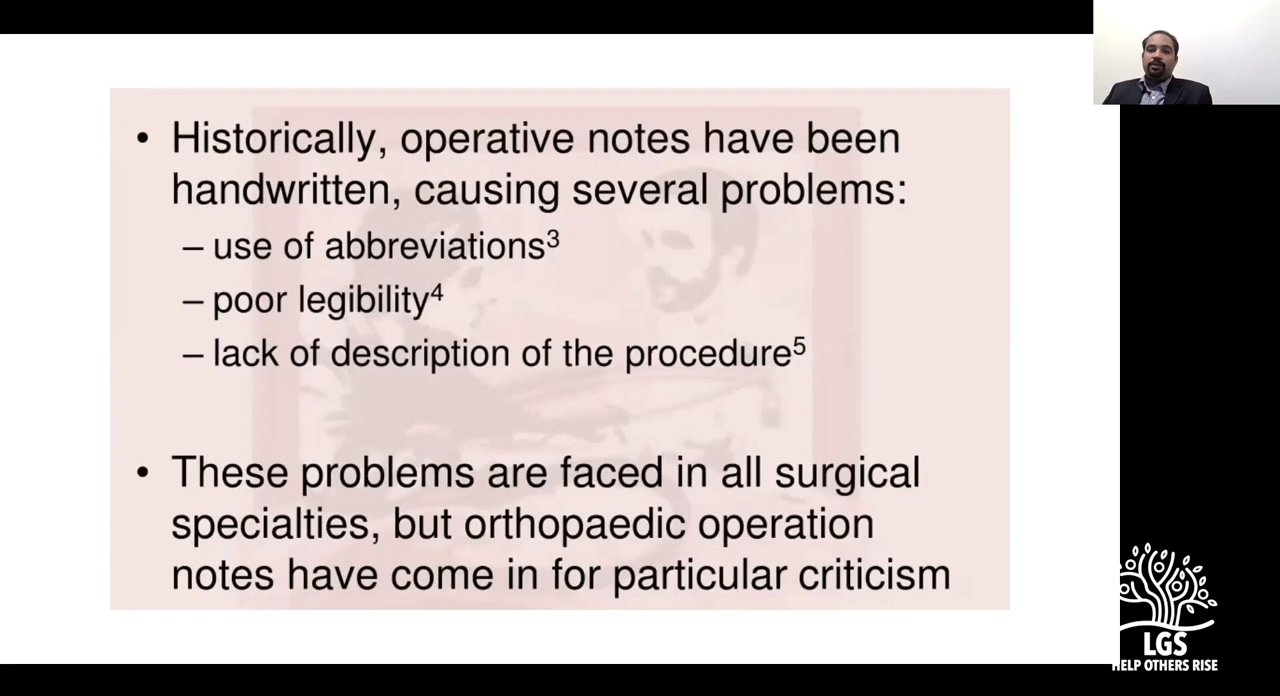 • Historically, operative notes have been
handwritten, causing several problems:
– use of abbreviations3
– poor legibility4
– lack of description of the procedure5
• These problems are faced in all surgical
specialties, but orthopaedic operation
notes have come in for particular criticism
LGS
HELP OTHERS RISE